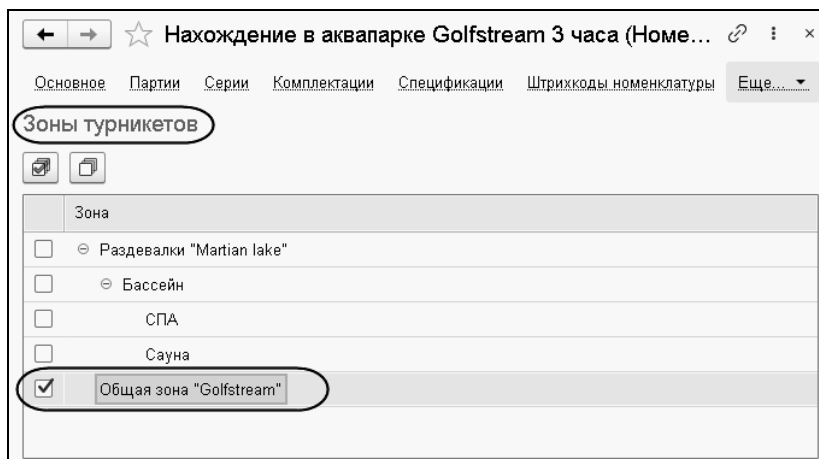 Нахождение в аквапарке Golfstream 3 часа (Номе...
Основное Партии Серии Комплектации Спецификации Штрихкоды номенклатуры Еще...
Зоны турникетов
Зона
Раздевалки "Martian lake"
Бассейн
СПА
Сауна
Общая зона "Golfstream"